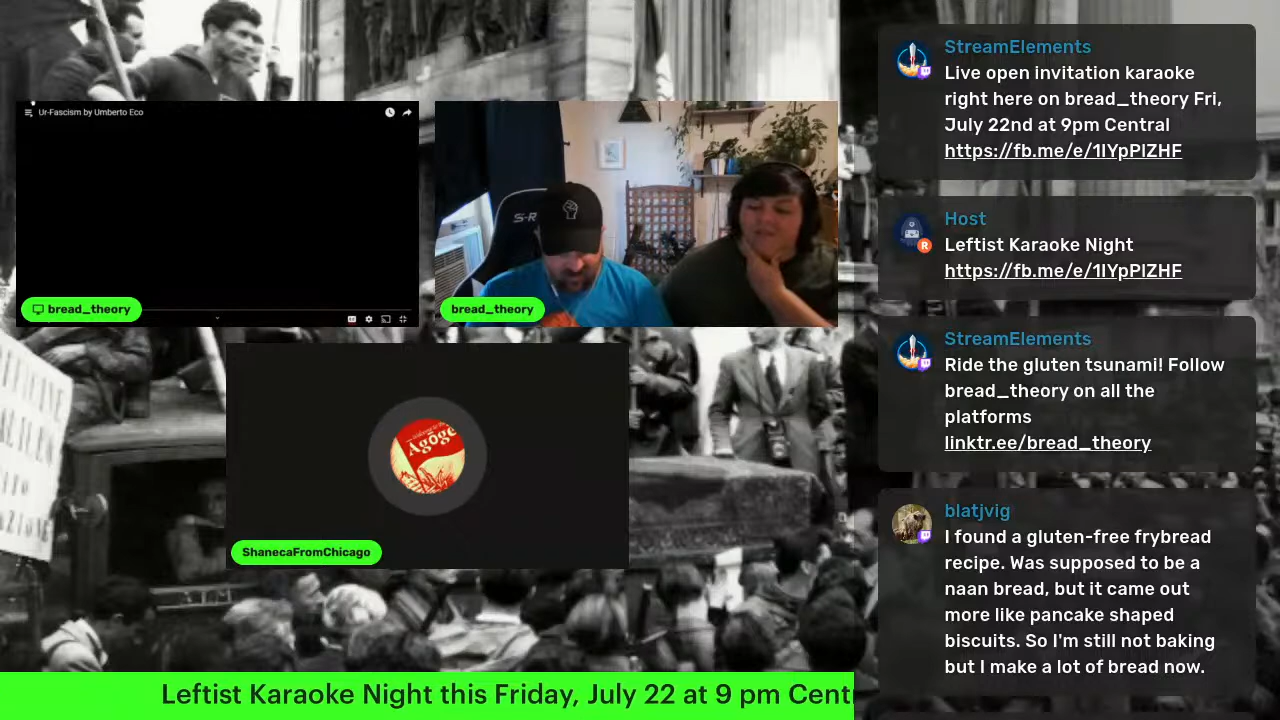 Ur-Fascism by Umberto Eco
bread_theory
S-R
bread_theory
Agōge
ShanecaFromChicago
Leftist Karaoke Night this Friday, July 22 at 9 pm Cent
StreamElements
Live open invitation karaoke
right here on bread_theory Fri,
July 22nd at 9pm Central
https://fb.me/e/1IYpPlZHF
Host
Leftist Karaoke Night
https://fb.me/e/1IYpPlZHF
StreamElements
Ride the gluten tsunami! Follow
bread_theory on all the
platforms
linktr.ee/bread_theory
blatjvig
I found a gluten-free frybread
recipe. Was supposed to be a
naan bread, but it came out
more like pancake shaped
biscuits. So I'm still not baking
but I make a lot of bread now.